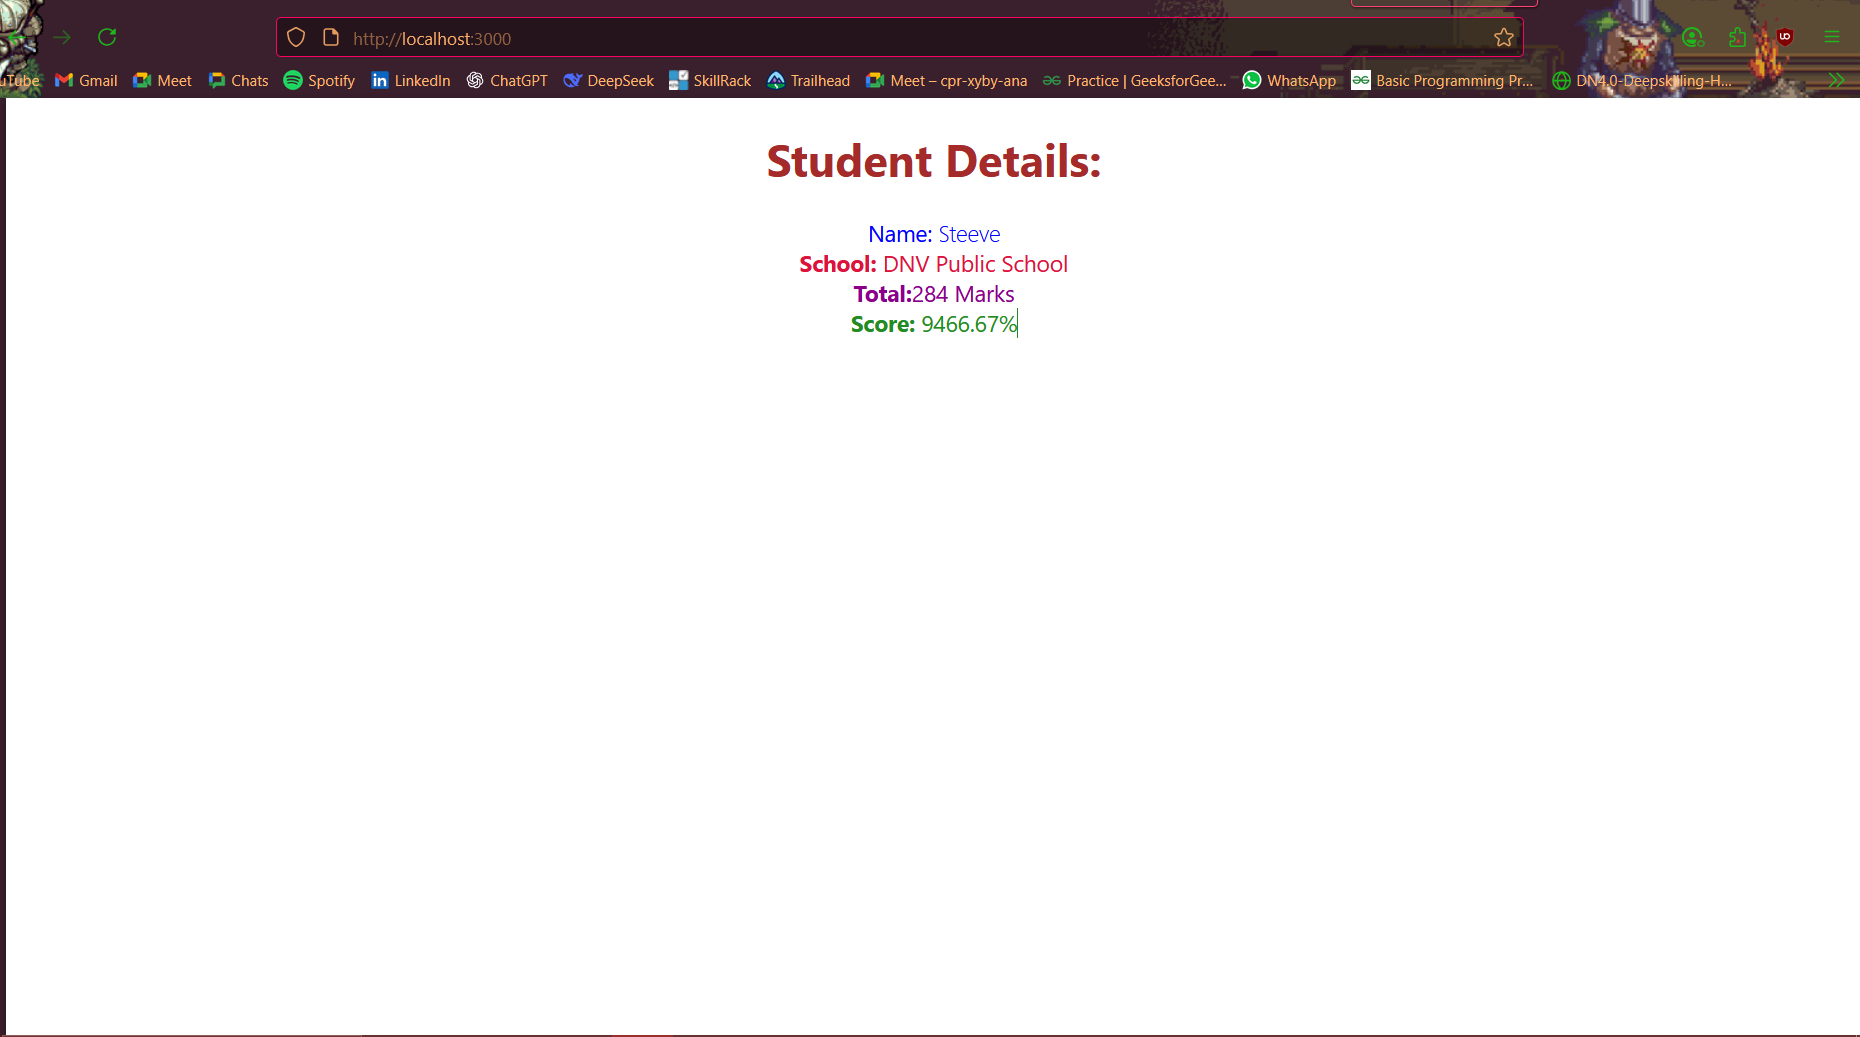 http://localhost:3000
uTube Gmail Meet Chats Spotify LinkedIn ChatGPT DeepSeek SkillRack Trailhead Meet – cpr-xyby-ana Practice | GeeksforGee... WhatsApp Basic Programming Pr... DN4.0-Deepskilling-H...
Student Details:
Name: Steeve
School: DNV Public School
Total:284 Marks
Score: 9466.67%